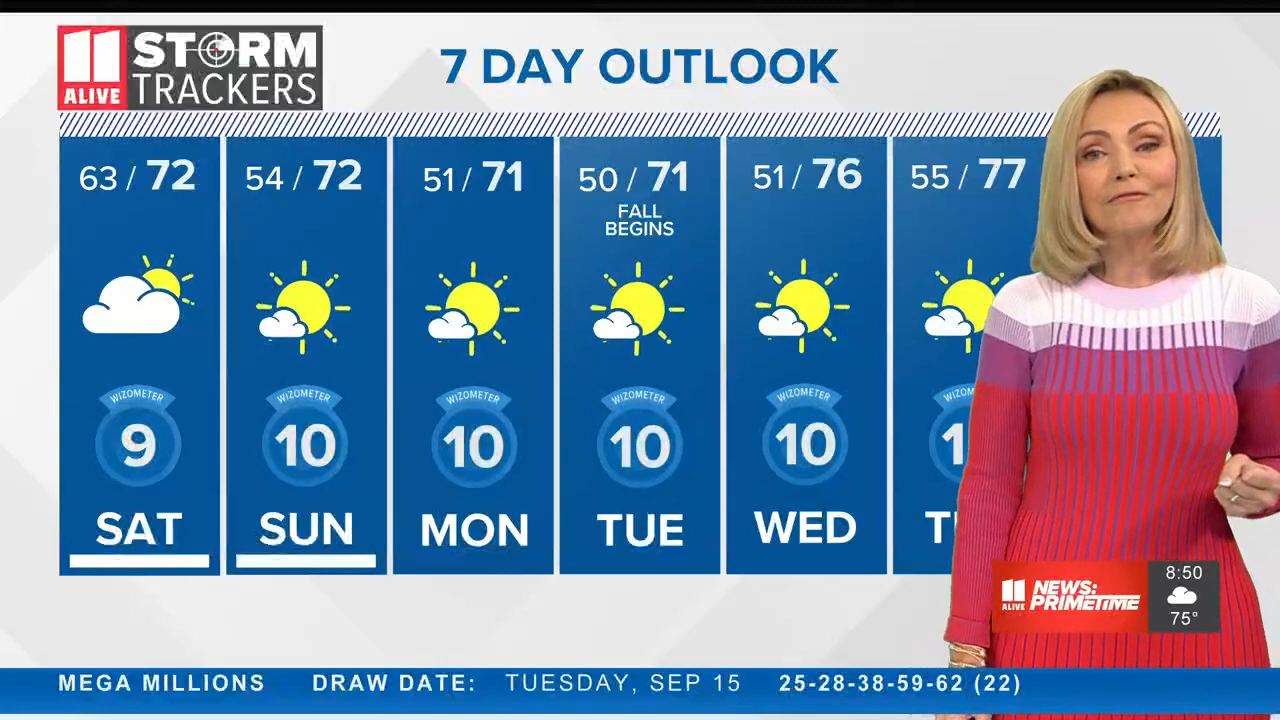 11 ALIVE STORM TRACKERS
7 DAY OUTLOOK
63 / 72
54 / 72
51 / 71
50 / 71
51 / 76
55 / 77
FALL
BEGINS
WIZOMETER
WIZOMETER
WIZOMETER
WIZOMETER
WIZOMETER
9
10
10
10
10
SAT
SUN
MON
TUE
WED
11 ALIVE
NEWS:
PRIMETIME
8:50
75°
MEGA MILLIONS DRAW DATE: TUESDAY, SEP 15 25-28-38-59-62 (22)